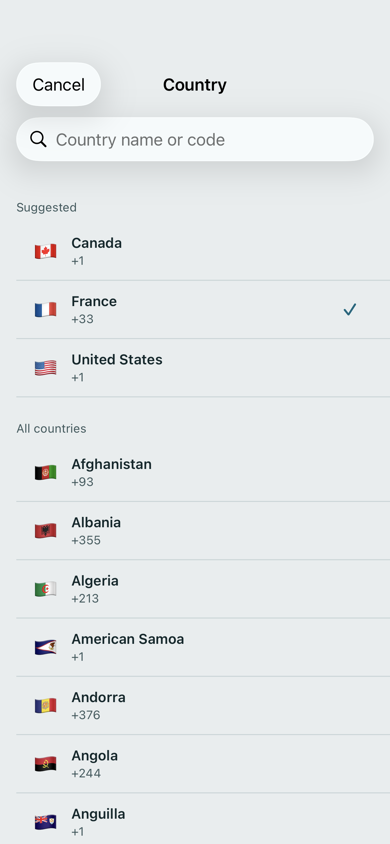 Cancel
Country
Country name or code
Suggested
Canada
+1
France
+33
United States
+1
All countries
Afghanistan
+93
Albania
+355
Algeria
+213
American Samoa
+1
Andorra
+376
Angola
+244
Anguilla
+1